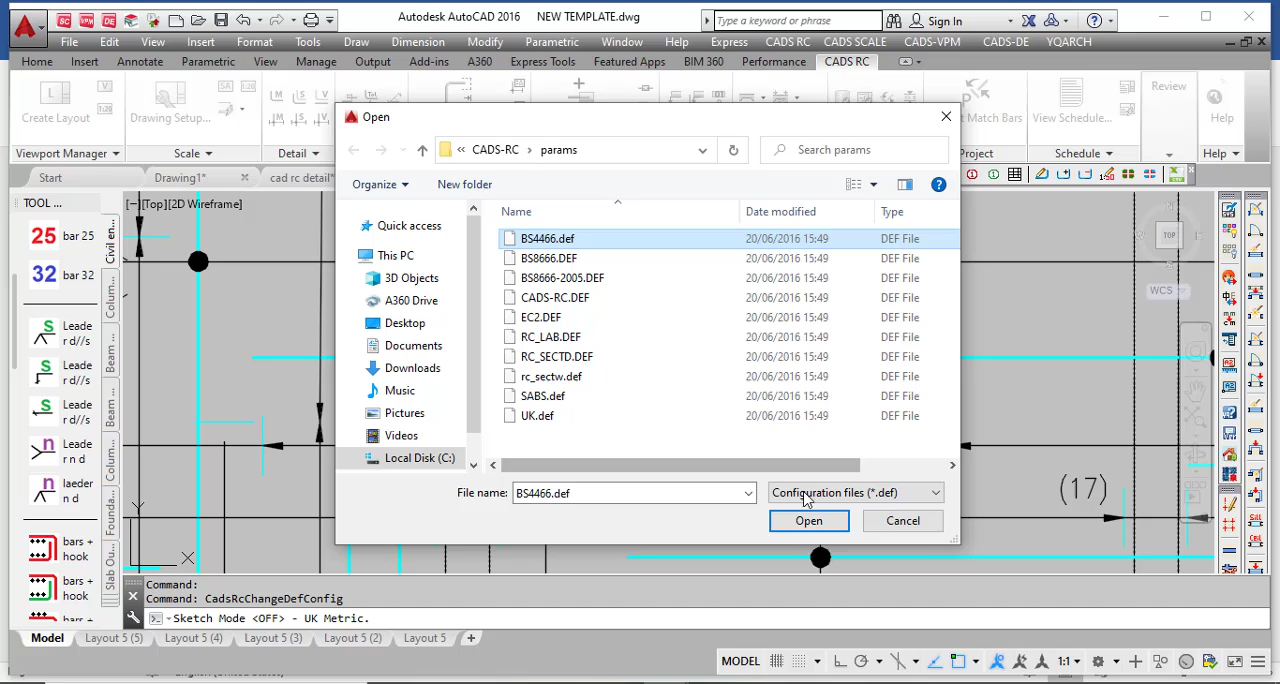 SC VPM DE Autodesk AutoCAD 2016 NEW TEMPLATE.dwg Type a keyword or phrase Sign In
File Edit View Insert Format Tools Draw Dimension Modify Parametric Window Help Express CADS RC CADS SCALE CADS-VPM CADS-DE YQARCH
Home Insert Annotate Parametric View Manage Output Add-ins A360 Express Tools Featured Apps BIM 360 Performance CADS RC
Create Layout Drawing Setup... Match Bars View Schedule... Review Help
Viewport Manager Scale Detail Project Schedule Help
Start Drawing1* cad rc detail*
[−][Top][2D Wireframe]
TOOL ...
25 bar 25
32 bar 32
S Leade
r d//
S Leade
r d//
S Leade
r d//
n Leade
r n d
n laeder
n d
bars +
hook
bars +
hook
bars +
Civil en...
Colum...
Beam ...
Beam ...
Colum...
Founda...
Slab Ou...
Open
« CADS-RC › params Search params
Organize New folder
Quick access
This PC
3D Objects
A360 Drive
Desktop
Documents
Downloads
Music
Pictures
Videos
Local Disk (C:)
Name Date modified Type
BS4466.def 20/06/2016 15:49 DEF File
BS8666.DEF 20/06/2016 15:49 DEF File
BS8666-2005.DEF 20/06/2016 15:49 DEF File
CADS-RC.DEF 20/06/2016 15:49 DEF File
EC2.DEF 20/06/2016 15:49 DEF File
RC_LAB.DEF 20/06/2016 15:49 DEF File
RC_SECTD.DEF 20/06/2016 15:49 DEF File
rc_sectw.def 20/06/2016 15:49 DEF File
SABS.def 20/06/2016 15:49 DEF File
UK.def 20/06/2016 15:49 DEF File
File name: BS4466.def Configuration files (*.def)
Open Cancel
TOP
WCS
(17)
Y
X
Command:
Command: CadsRcChangeDefConfig
Sketch Mode <OFF> - UK Metric.
Model Layout 5 (5) Layout 5 (4) Layout 5 (3) Layout 5 (2) Layout 5 +
MODEL 1:1